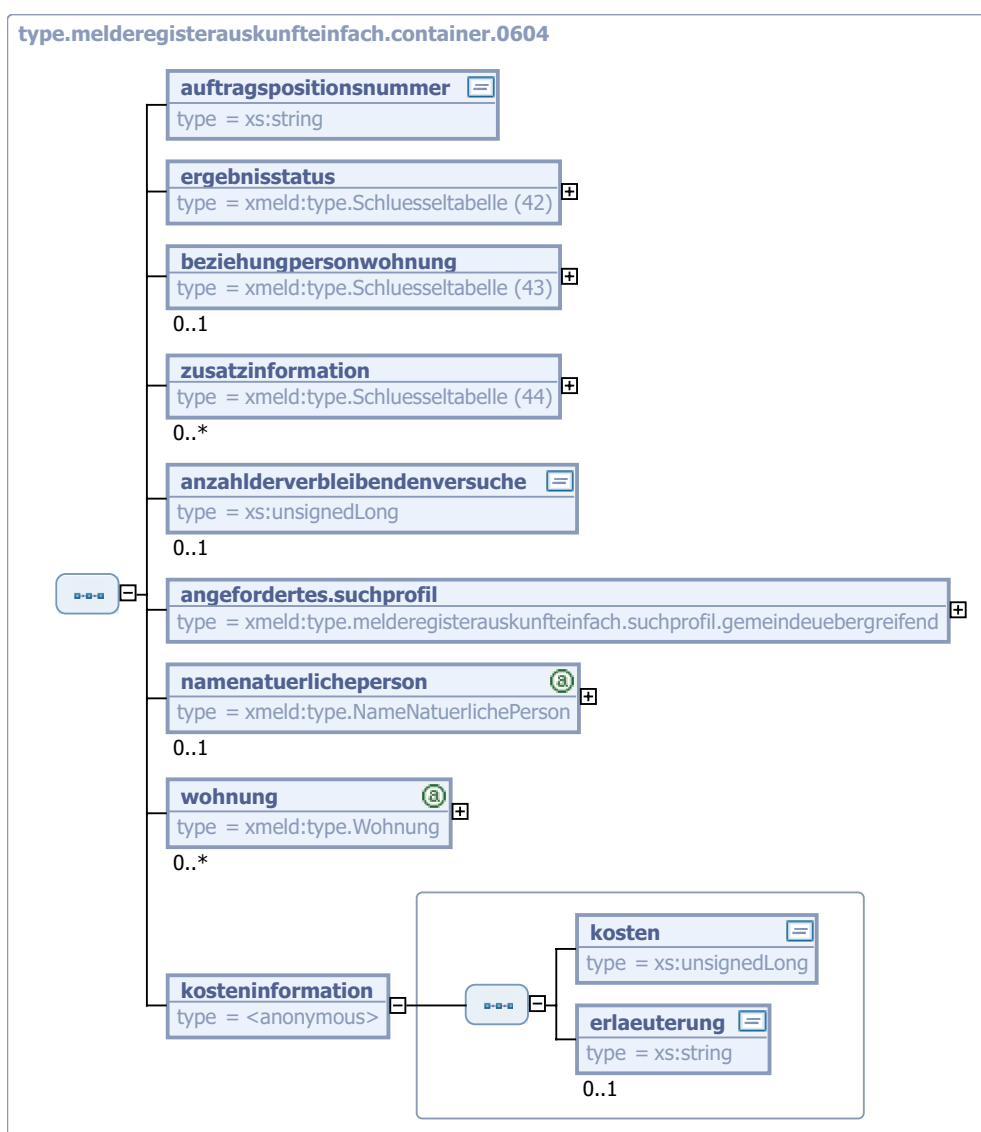 type.melderegisterauskunfteinfach.container.0604
auftragspositionsnummer
type = xs:string
ergebnisstatus
type = xmeld:type.Schluesseltabelle (42)
beziehungpersonwohnung
type = xmeld:type.Schluesseltabelle (43)
0..1
zusatzinformation
type = xmeld:type.Schluesseltabelle (44)
0..*
anzahlderverbleibendenversuche
type = xs:unsignedLong
0..1
angefordertes.suchprofil
type = xmeld:type.melderegisterauskunfteinfach.suchprofil.gemeindeuebergreifend
namenatuerlicheperson
type = xmeld:type.NameNatuerlichePerson
0..1
wohnung
type = xmeld:type.Wohnung
0..*
kosteninformation
type = <anonymous>
kosten
type = xs:unsignedLong
erlaeuterung
type = xs:string
0..1